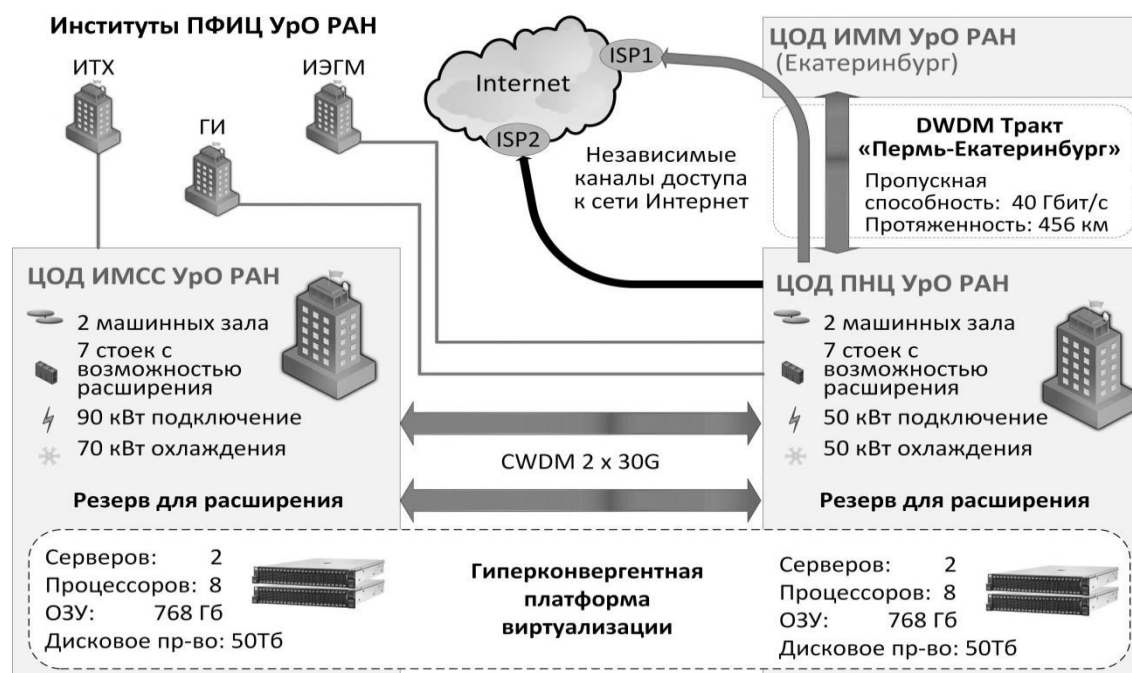 Институты ПФИЦ УрО РАН
ИТХ
ГИ
ИЭГМ
Internet
ISP1
ISP2
Независимые
каналы доступа
к сети Интернет
ЦОД ИММ УрО РАН
(Екатеринбург)
DWDM Тракт
«Пермь-Екатеринбург»
Пропускная
способность: 40 Гбит/с
Протяженность: 456 км
ЦОД ИМСС УрО РАН
2 машинных зала
7 стоек с
возможностью
расширения
90 кВт подключение
70 кВт охлаждения
Резерв для расширения
CWDM 2 x 30G
ЦОД ПНЦ УрО РАН
2 машинных зала
7 стоек с
возможностью
расширения
50 кВт подключение
50 кВт охлаждения
Резерв для расширения
Серверов: 2
Процессоров: 8
ОЗУ: 768 Гб
Дисковое пр-во: 50Тб
Гиперконвергентная
платформа
виртуализации
Серверов: 2
Процессоров: 8
ОЗУ: 768 Гб
Дисковое пр-во: 50Тб